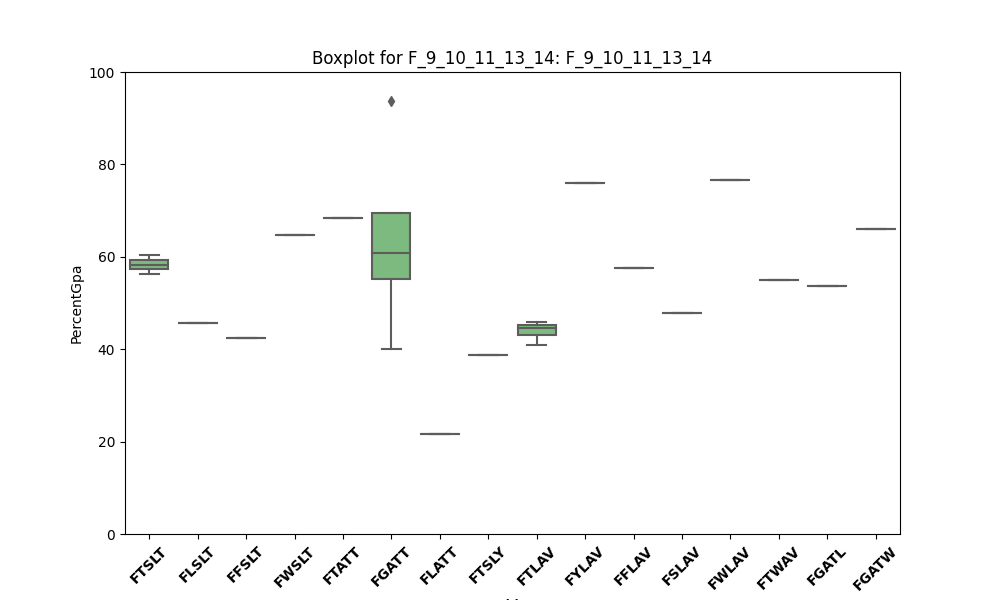 Boxplot for F_9_10_11_13_14: F_9_10_11_13_14
100
80
60
40
20
0
PercentGpa
FTSLT
FLSLT
FFSLT
FWSLT
FTATT
FGATT
FLATT
FTSLY
FTLAV
FYLAV
FFLAV
FSLAV
FWLAV
FTWAV
FGATL
FGATW